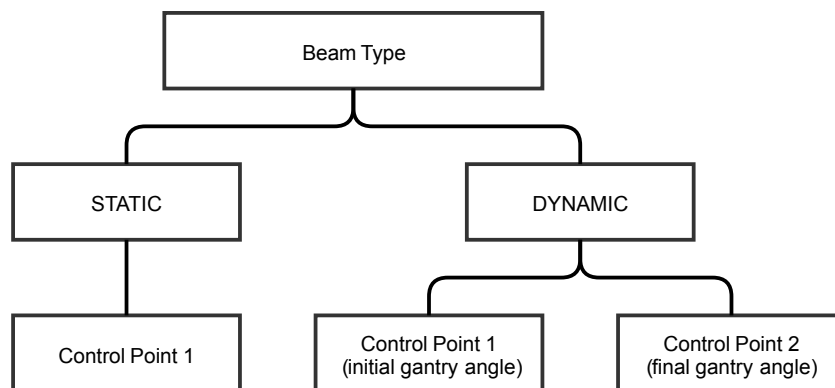 Beam Type
STATIC
DYNAMIC
Control Point 1
Control Point 1
(initial gantry angle)
Control Point 2
(final gantry angle)